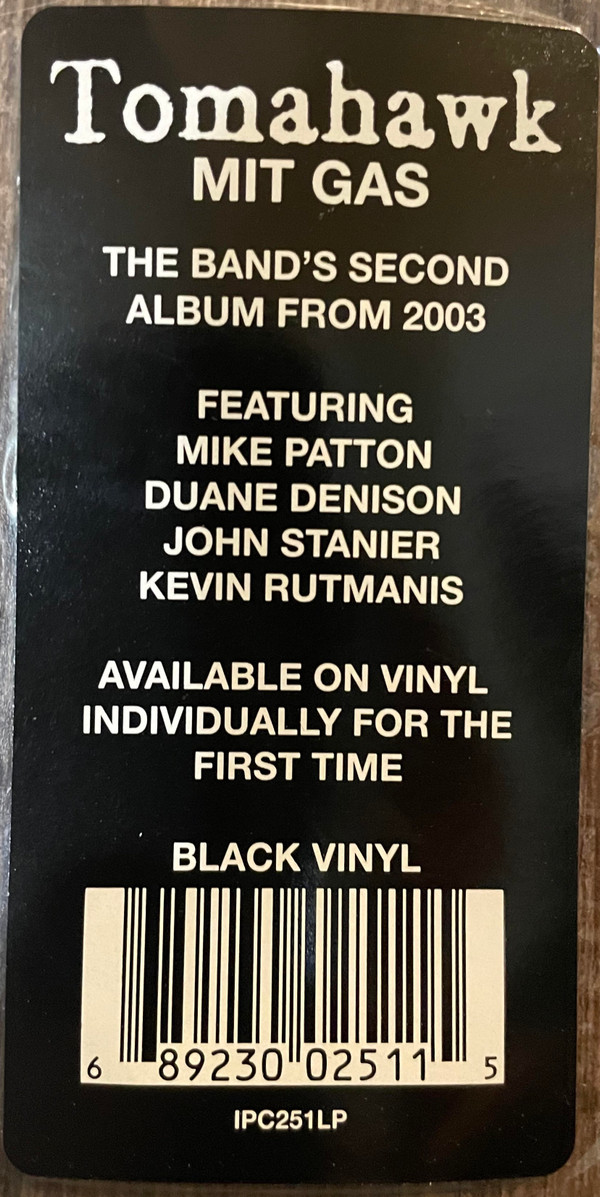 Tomahawk
MIT GAS
THE BAND'S SECOND
ALBUM FROM 2003
FEATURING
MIKE PATTON
DUANE DENISON
JOHN STANIER
KEVIN RUTMANIS
AVAILABLE ON VINYL
INDIVIDUALLY FOR THE
FIRST TIME
BLACK VINYL
6 89230 02511 5
IPC251LP